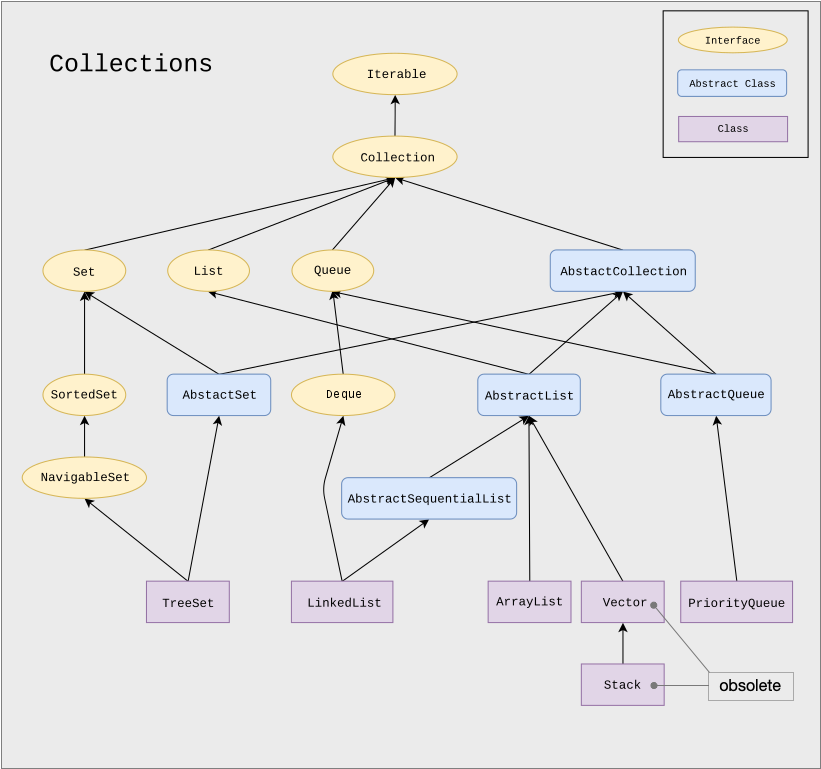 Interface
Collections
Iterable
Abstract Class
Class
Collection
Set
List
Queue
AbstactCollection
SortedSet
AbstactSet
Deque
AbstractList
AbstractQueue
NavigableSet
AbstractSequentialList
TreeSet
LinkedList
ArrayList
Vector
PriorityQueue
Stack
obsolete